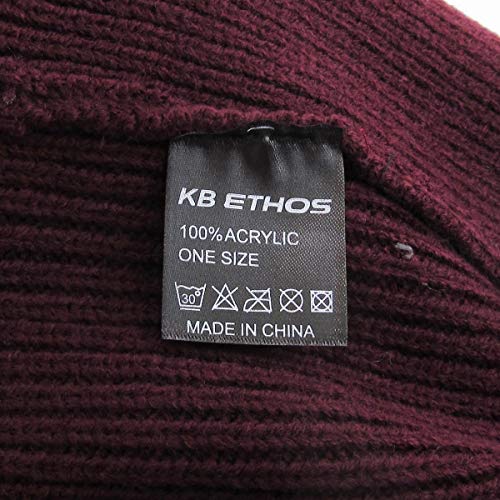 KB ETHOS
100% ACRYLIC
ONE SIZE
30°
MADE IN CHINA